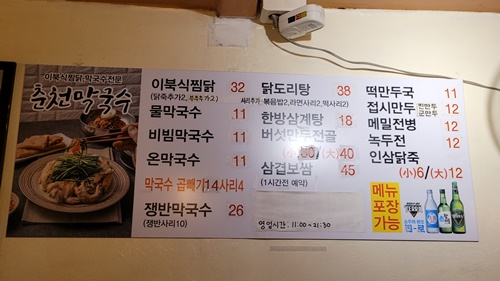 이북식찜닭·막국수전문
춘천막국수
이북식찜닭 32
(닭죽추가2,
물막국수 11
비빔막국수 11
온막국수 11
막국수 곱빼기14사리4
쟁반막국수 26
(쟁반사리10)
닭도리탕 38
사리추가 볶음밥2,라면사리2,떡사리2)
한방삼계탕 18
버섯만두전골
(大)40
삼겹보쌈 45
(1시간전 예약)
영업시간: 11:00~21:30
떡만두국 11
접시만두 찐만두 군만두 12
메밀전병 12
녹두전 12
인삼닭죽
(小)6/(大)12
메뉴
포장
가능